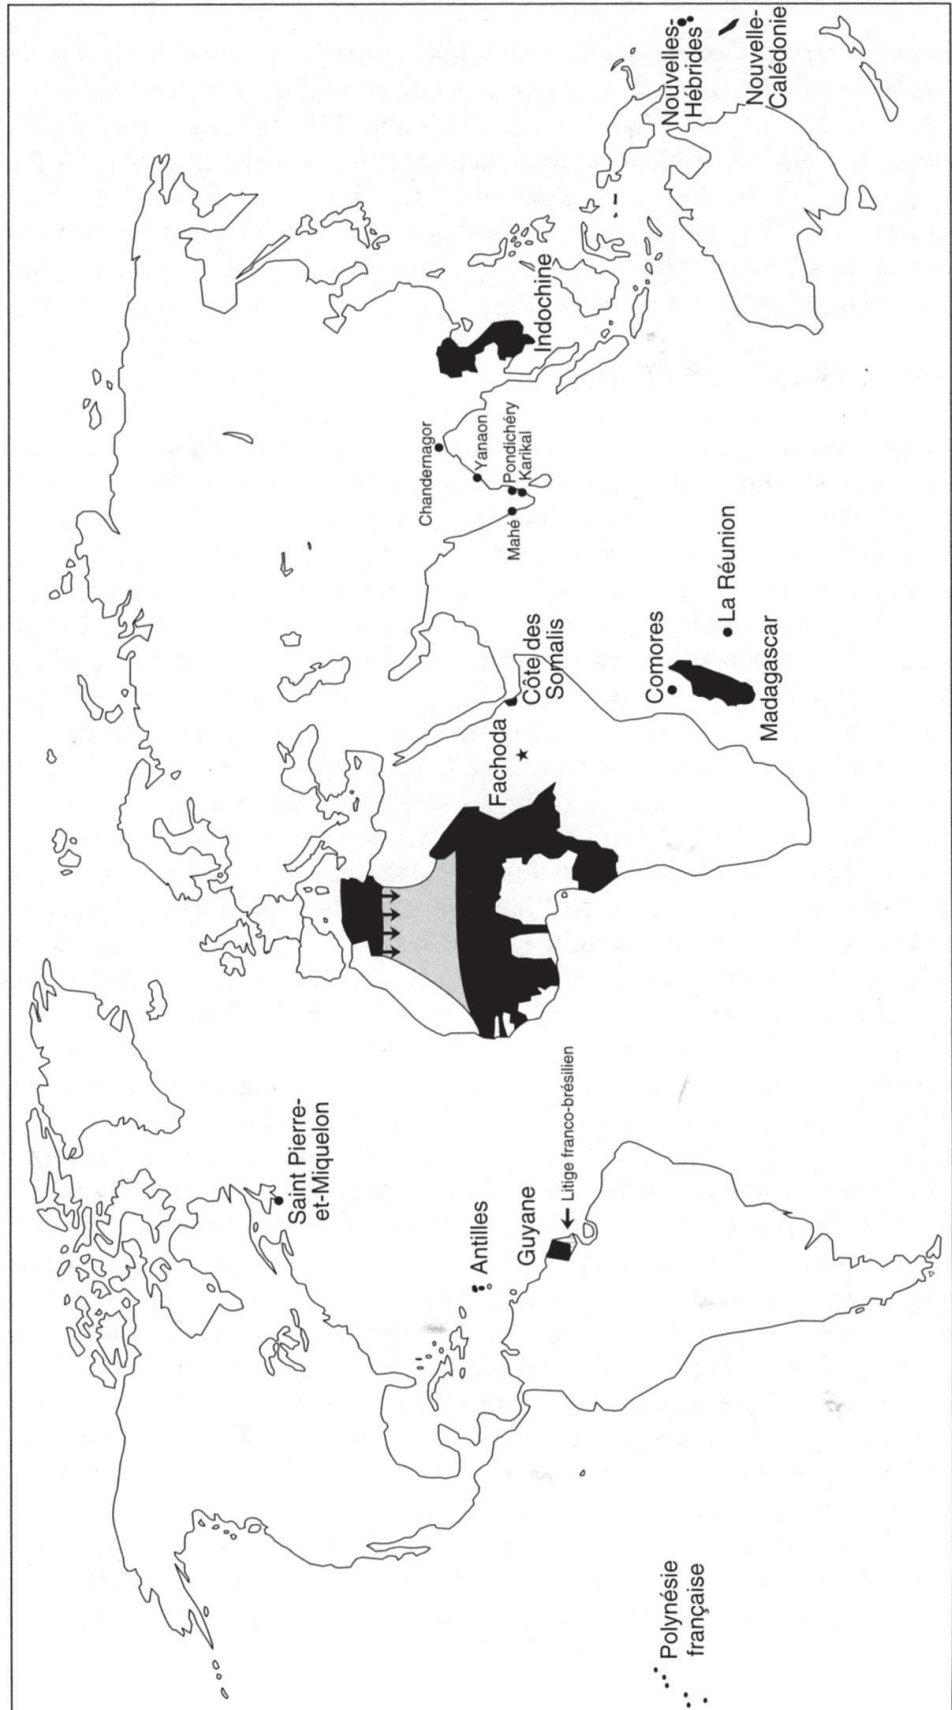 Saint Pierre-
et-Miquelon
Antilles
Guyane
Litige franco-brésilien
Polynésie
française
Fachoda
Côte des
Somalis
Comores
La Réunion
Madagascar
Chandernagor
Yanaon
Pondichéry
Karikal
Mahé
Indochine
Nouvelles-
Hébrides
Nouvelle-
Calédonie